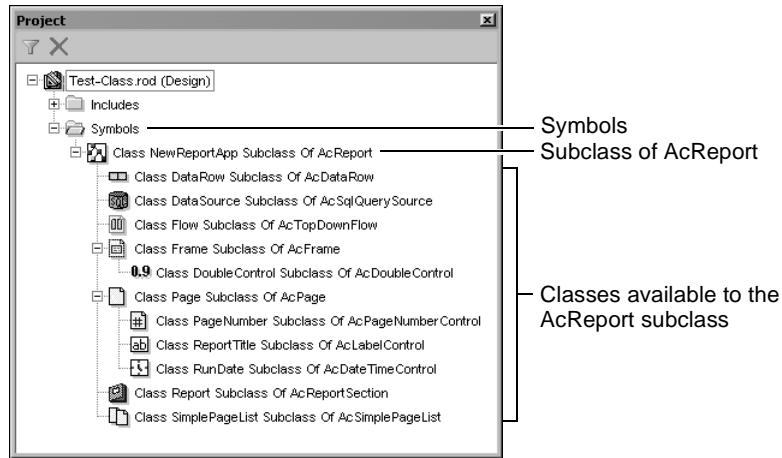 Project
Test-Class.rod (Design)
Includes
Symbols
Class NewReportApp Subclass Of AcReport
Class DataRow Subclass Of AcDataRow
Class DataSource Subclass Of AcSqlQuerySource
Class Flow Subclass Of AcTopDownFlow
Class Frame Subclass Of AcFrame
0.9 Class DoubleControl Subclass Of AcDoubleControl
Class Page Subclass Of AcPage
# Class PageNumber Subclass Of AcPageNumberControl
ab Class ReportTitle Subclass Of AcLabelControl
Class RunDate Subclass Of AcDateTimeControl
Class Report Subclass Of AcReportSection
Class SimplePageList Subclass Of AcSimplePageList
Symbols
Subclass of AcReport
Classes available to the
AcReport subclass